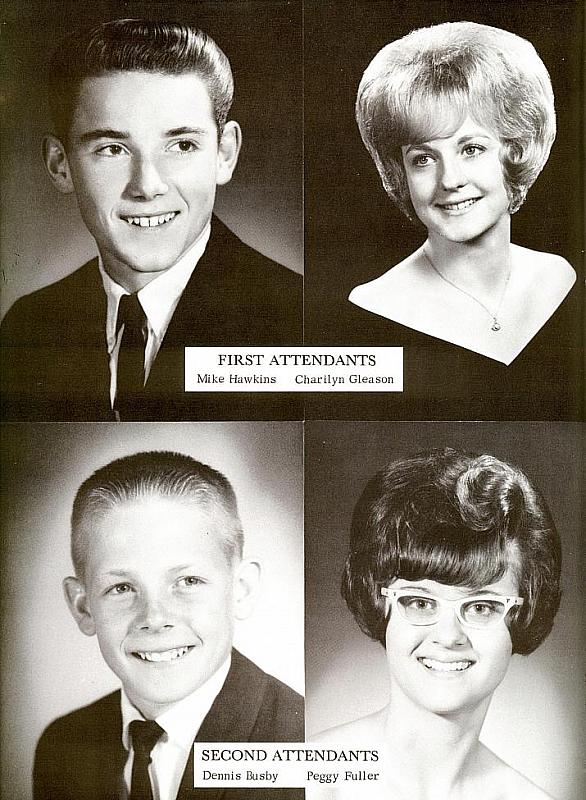 FIRST ATTENDANTS
Mike Hawkins Charilyn Gleason
SECOND ATTENDANTS
Dennis Busby Peggy Fuller